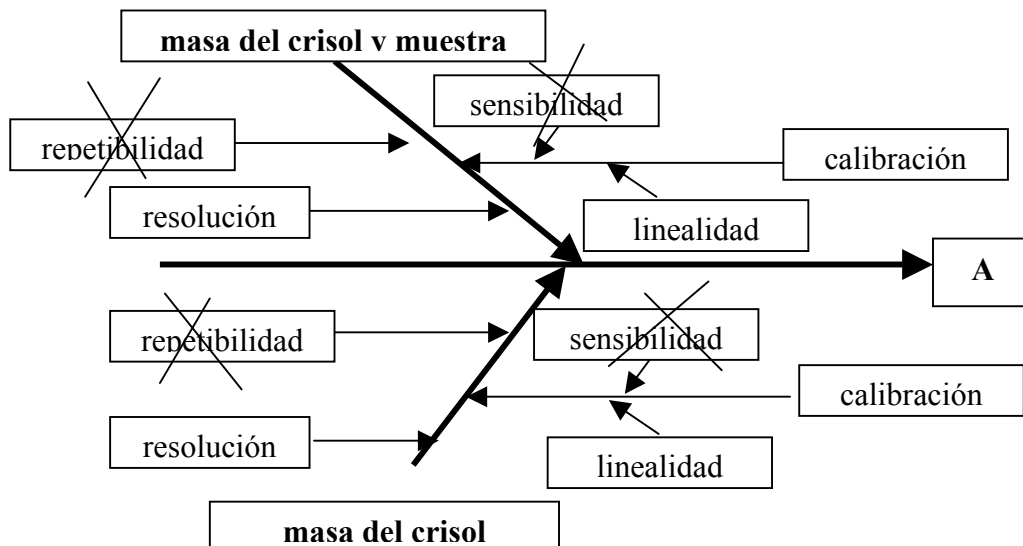 masa del crisol y muestra
sensibilidad
repetibilidad
calibración
resolución
linealidad
A
repetibilidad
sensibilidad
calibración
resolución
linealidad
masa del crisol